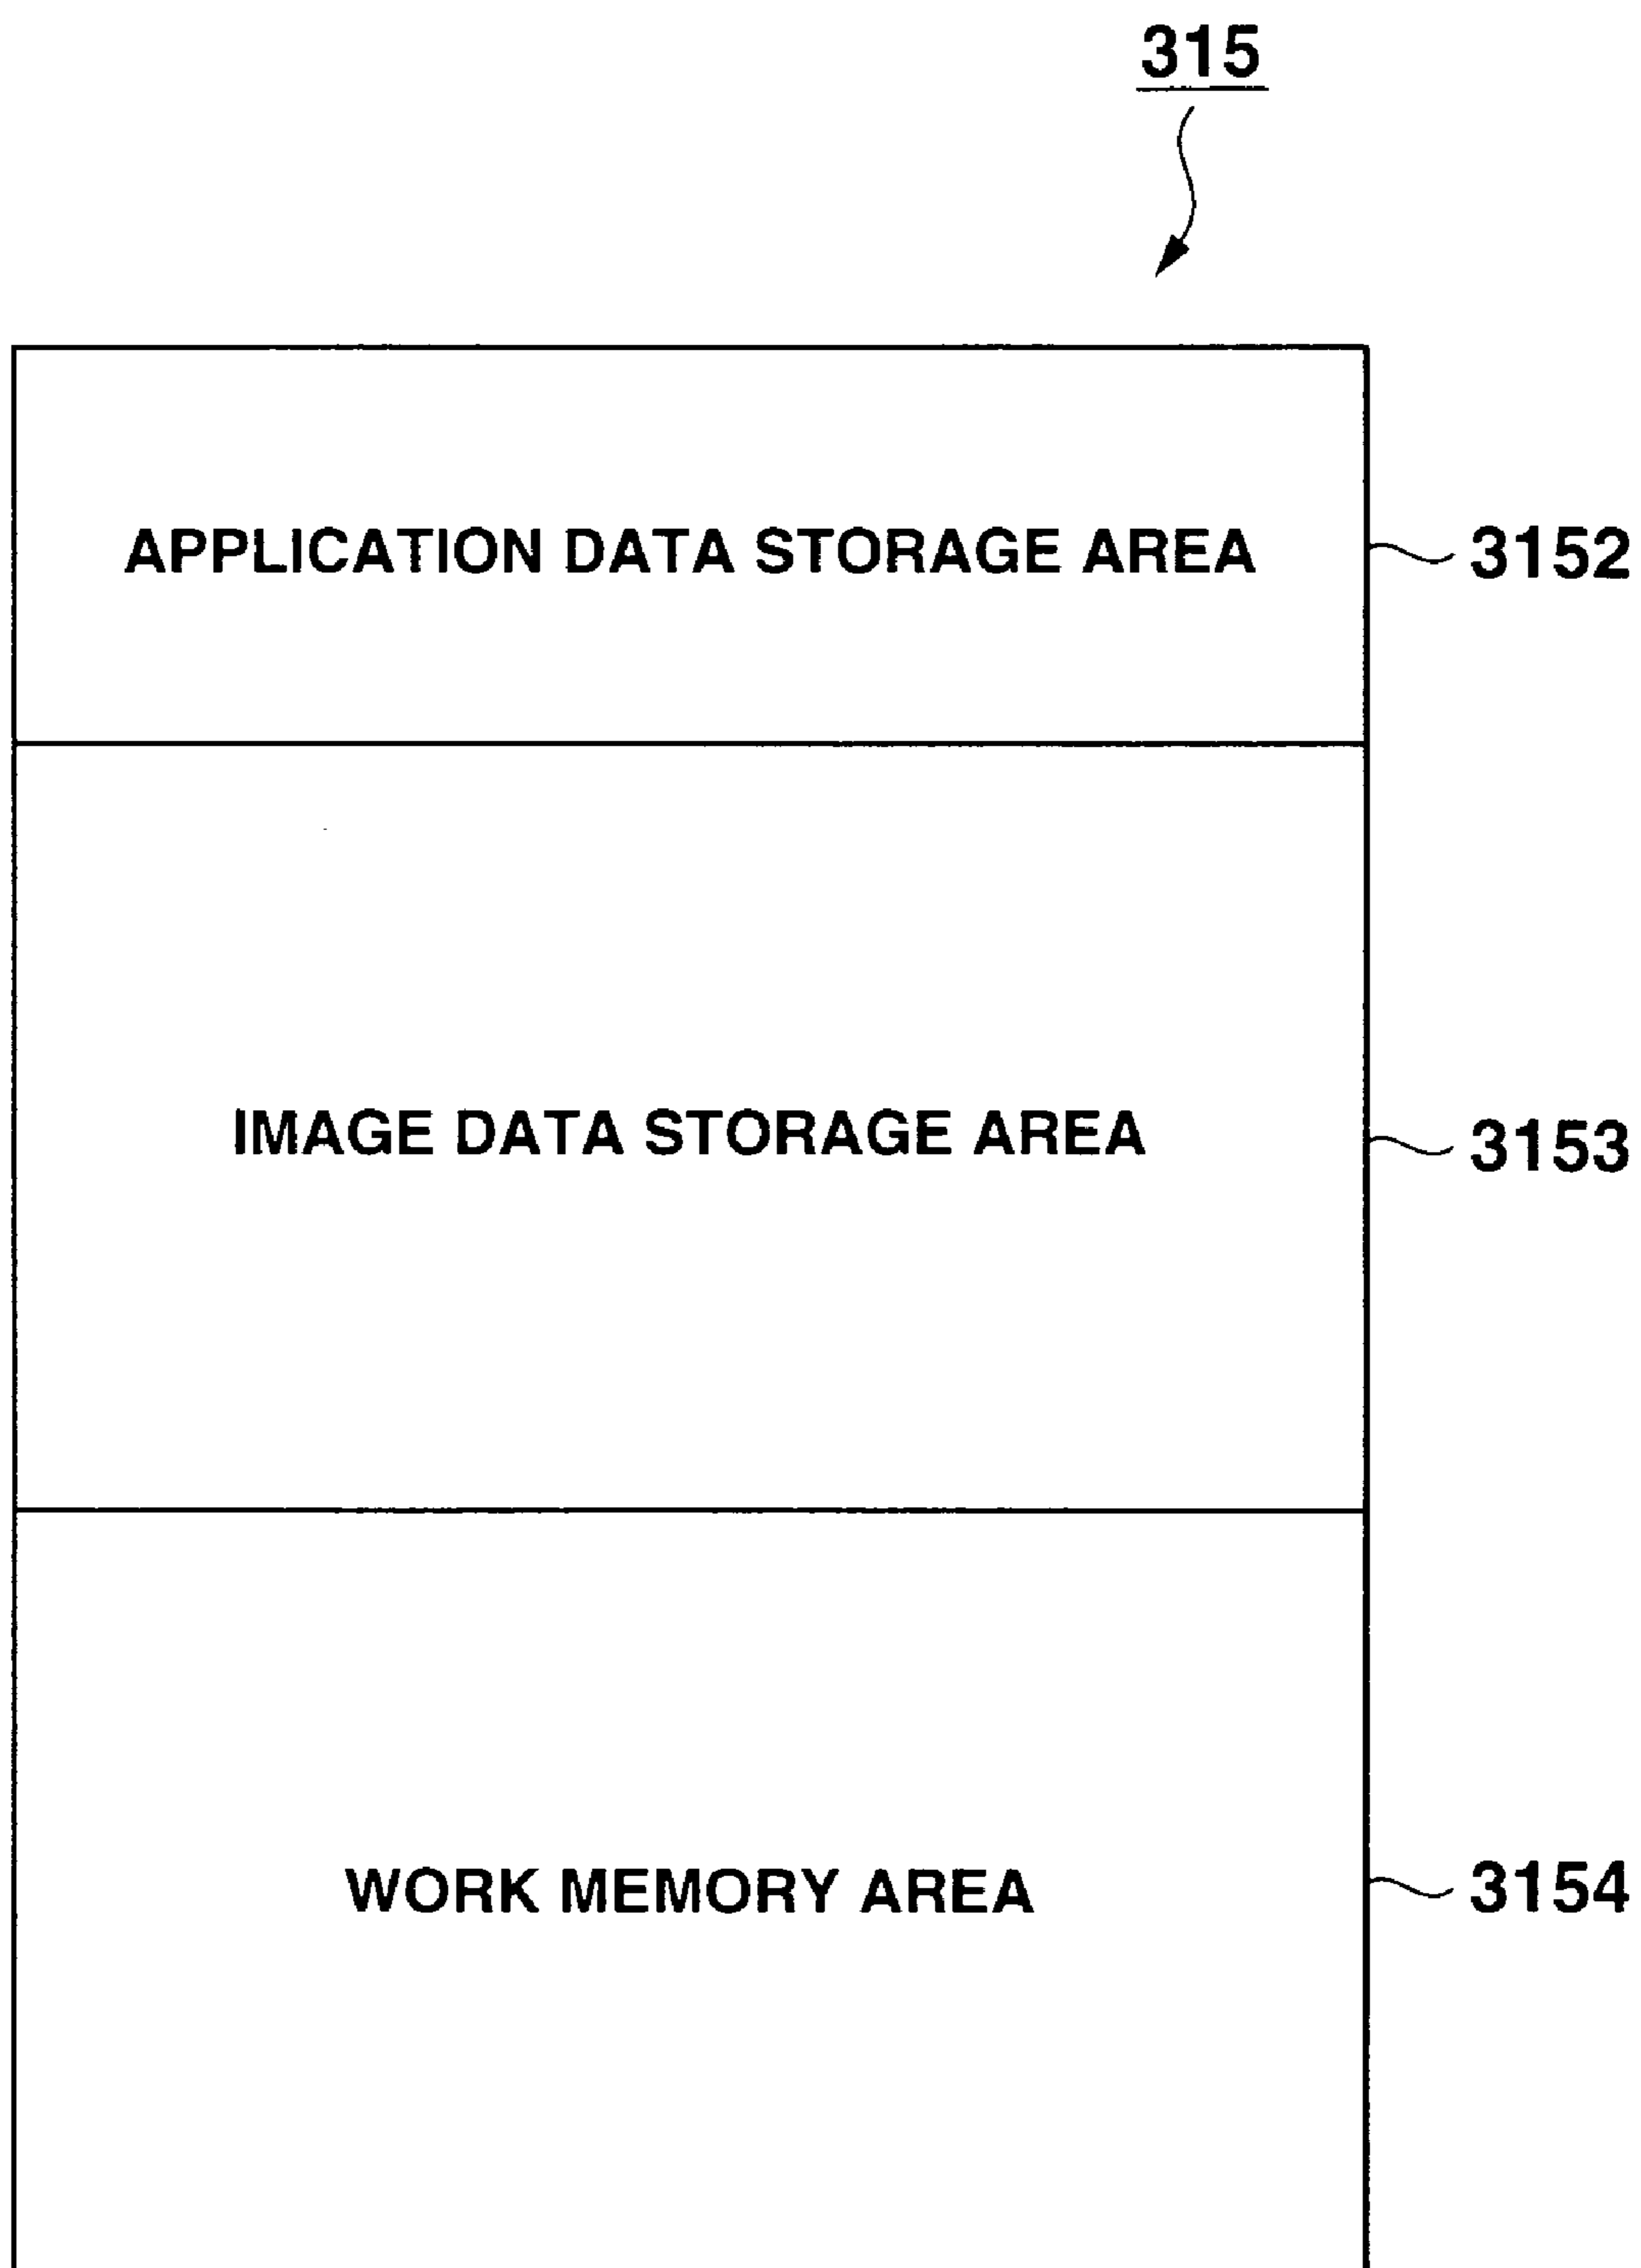 315
APPLICATION DATA STORAGE AREA
3152
IMAGE DATA STORAGE AREA
3153
WORK MEMORY AREA
3154